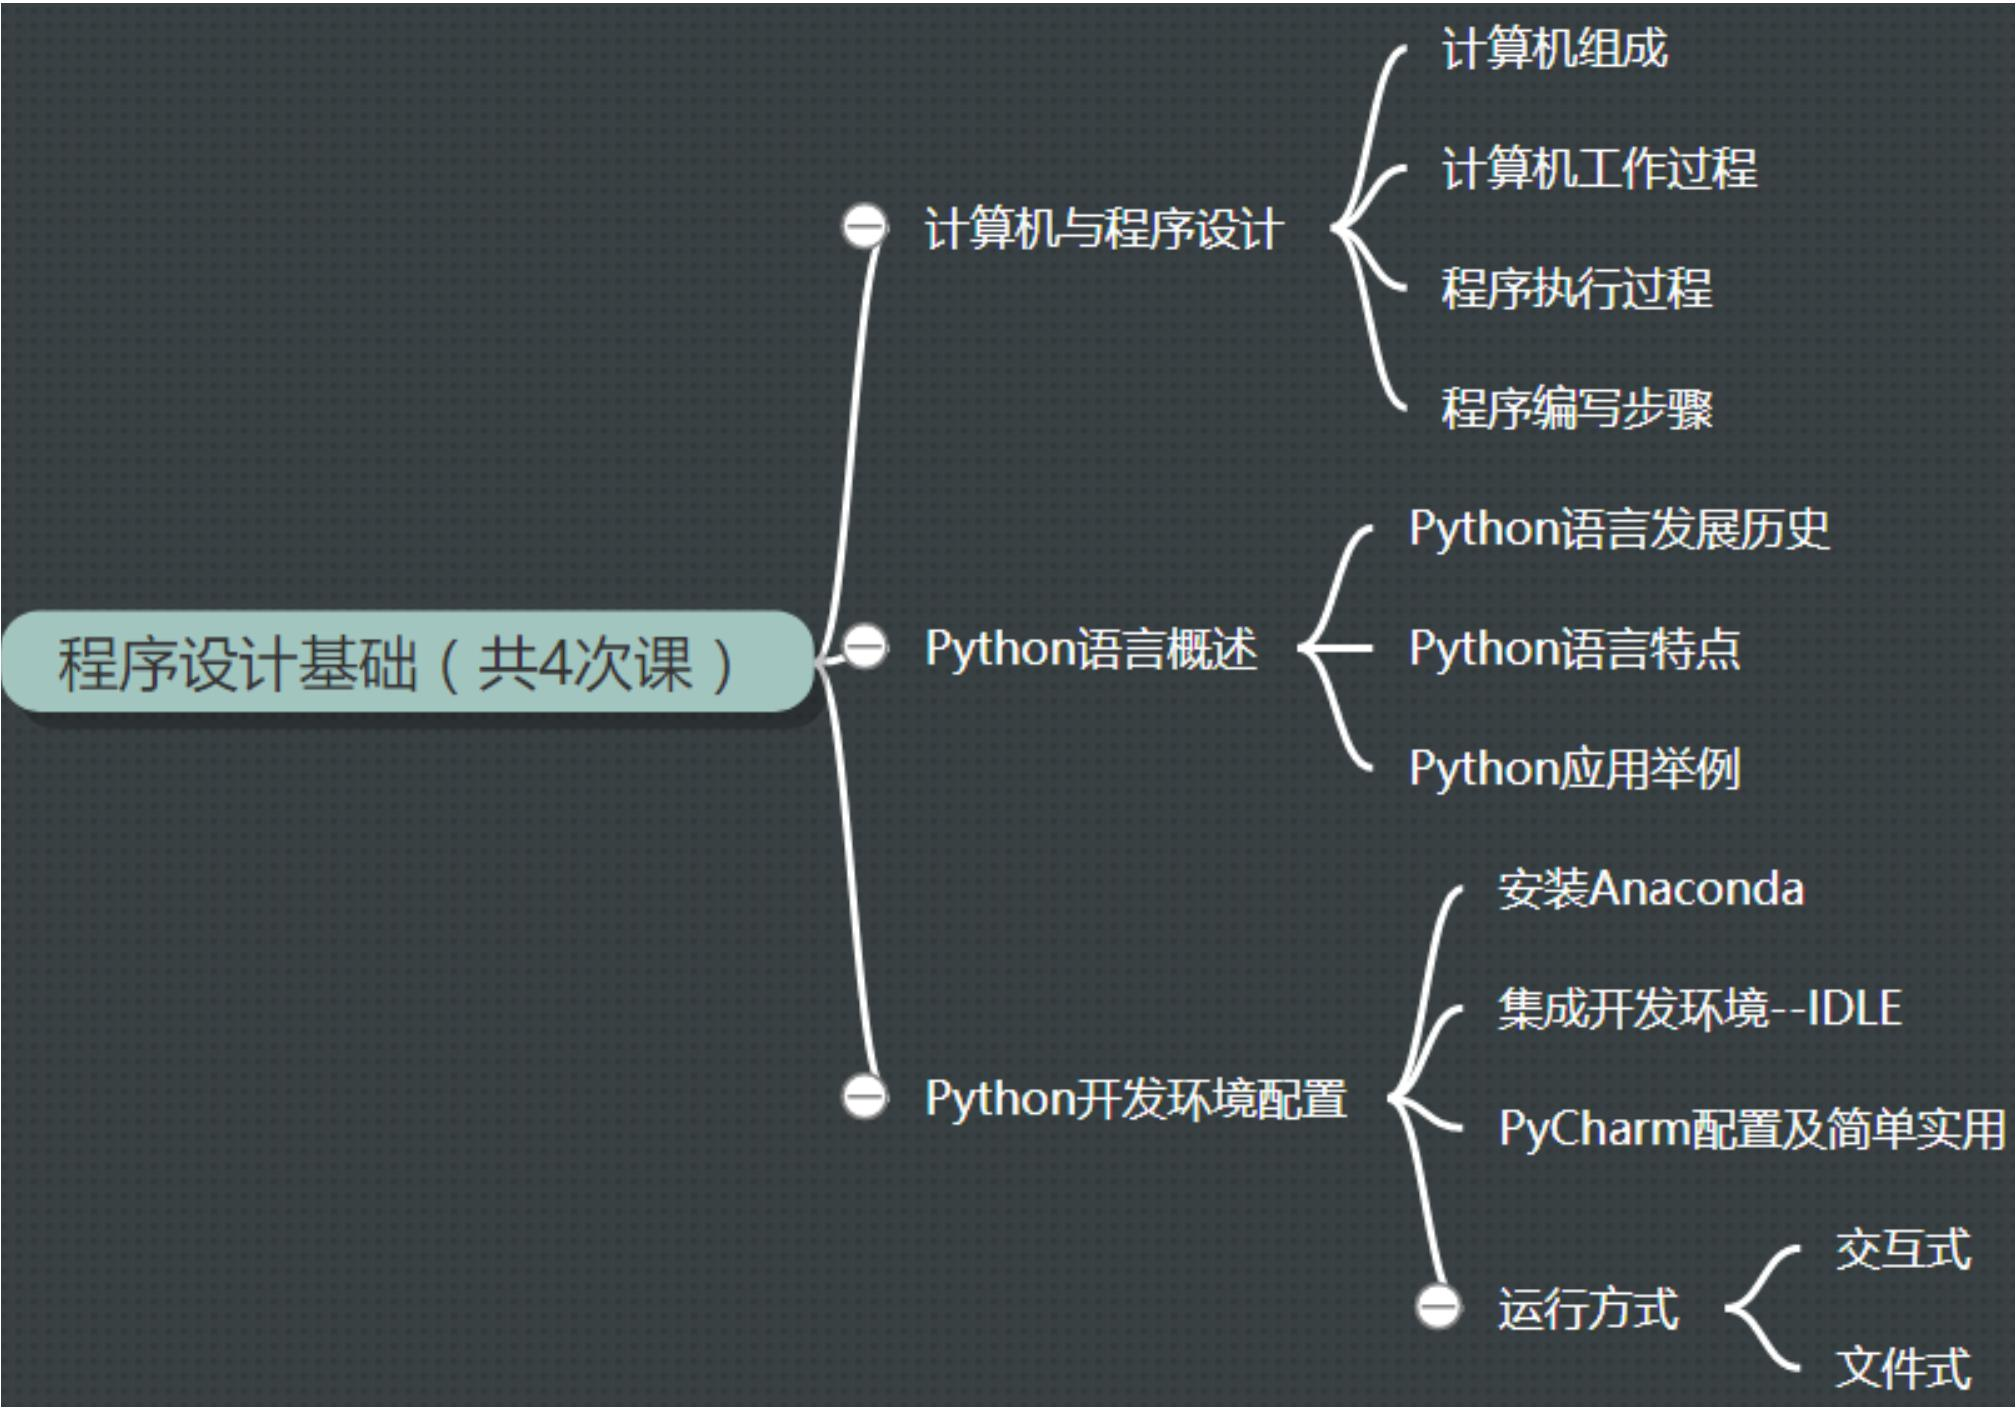 计算机组成
计算机工作过程
计算机与程序设计
程序执行过程
程序编写步骤
Python语言发展历史
程序设计基础（共4次课）
Python语言概述
Python语言特点
Python应用举例
安装Anaconda
集成开发环境--IDLE
Python开发环境配置
PyCharm配置及简单实用
运行方式
交互式
文件式